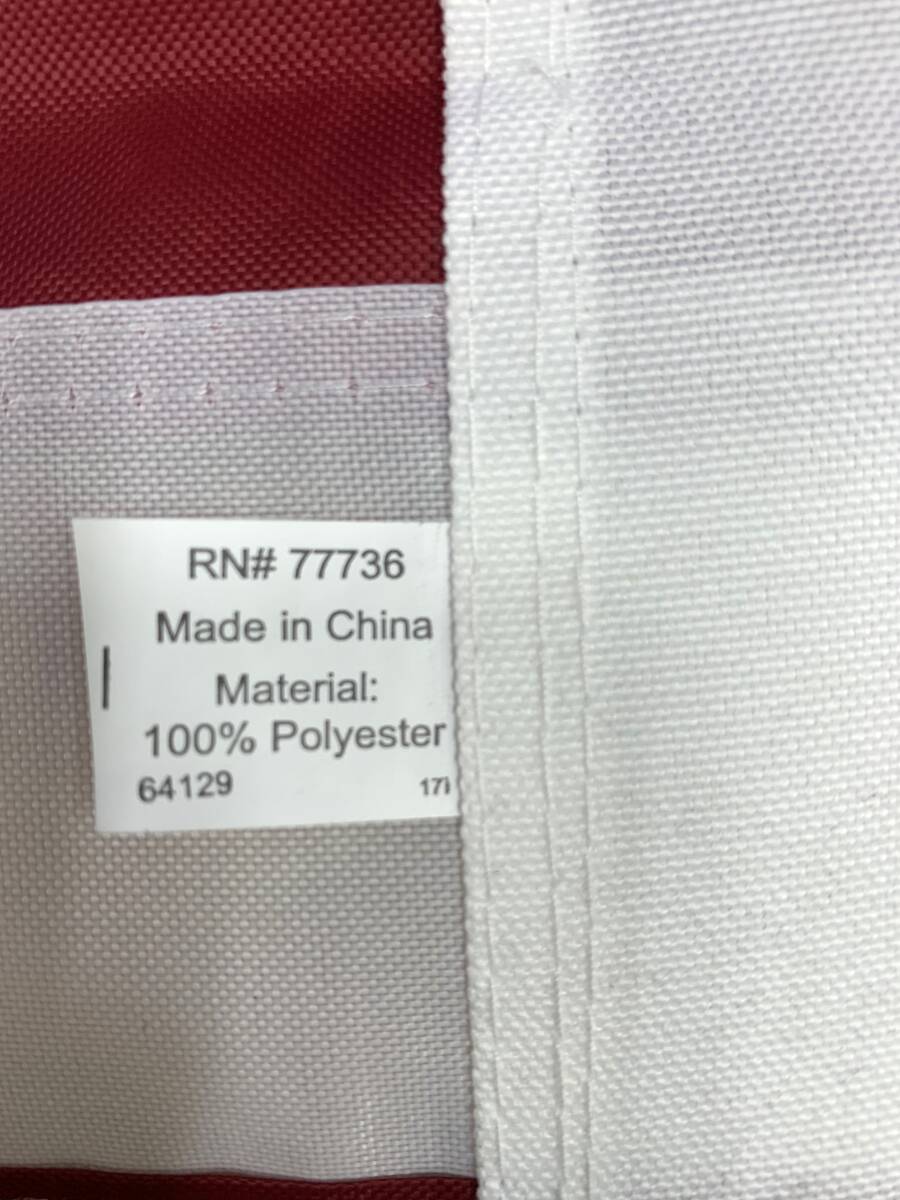 RN# 77736
Made in China
Material:
100% Polyester
64129